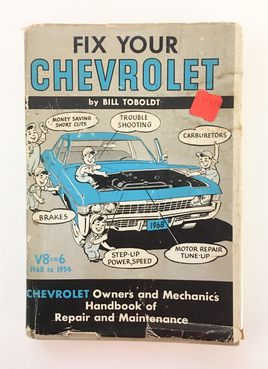 FIX YOUR
CHEVROLET
by BILL TOBOLDT
MONEY SAVING
SHORT CUTS
TROUBLE
SHOOTING
CARBURETORS
BRAKES
1968
V8 or 6
1968 to 1954
STEP-UP
POWER, SPEED
MOTOR REPAIR
TUNE-UP
CHEVROLET Owners and Mechanics
Handbook of
Repair and Maintenance